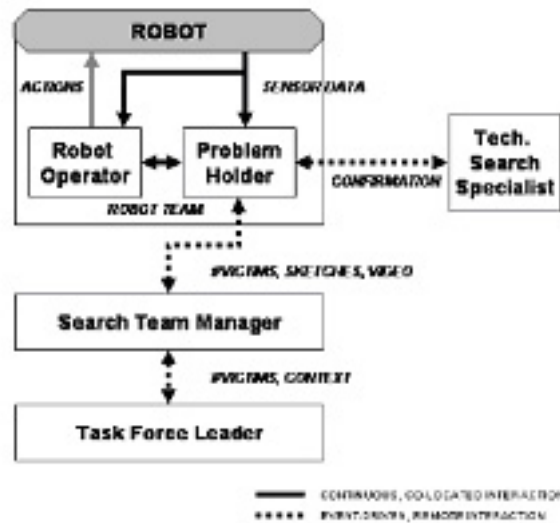 ROBOT
ACTIONS
SENSOR DATA
Robot
Operator
Problem
Holder
Tech.
Search
Specialist
CONFIRMATION
ROBOT TEAM
#VICTIMS, SKETCHES, VIDEO
Search Team Manager
#VICTIMS, CONTEXT
Task Force Leader
CONTINUOUS, CO-LOCATED INTERACTION
EVENT-DRIVEN, REMOTE INTERACTION